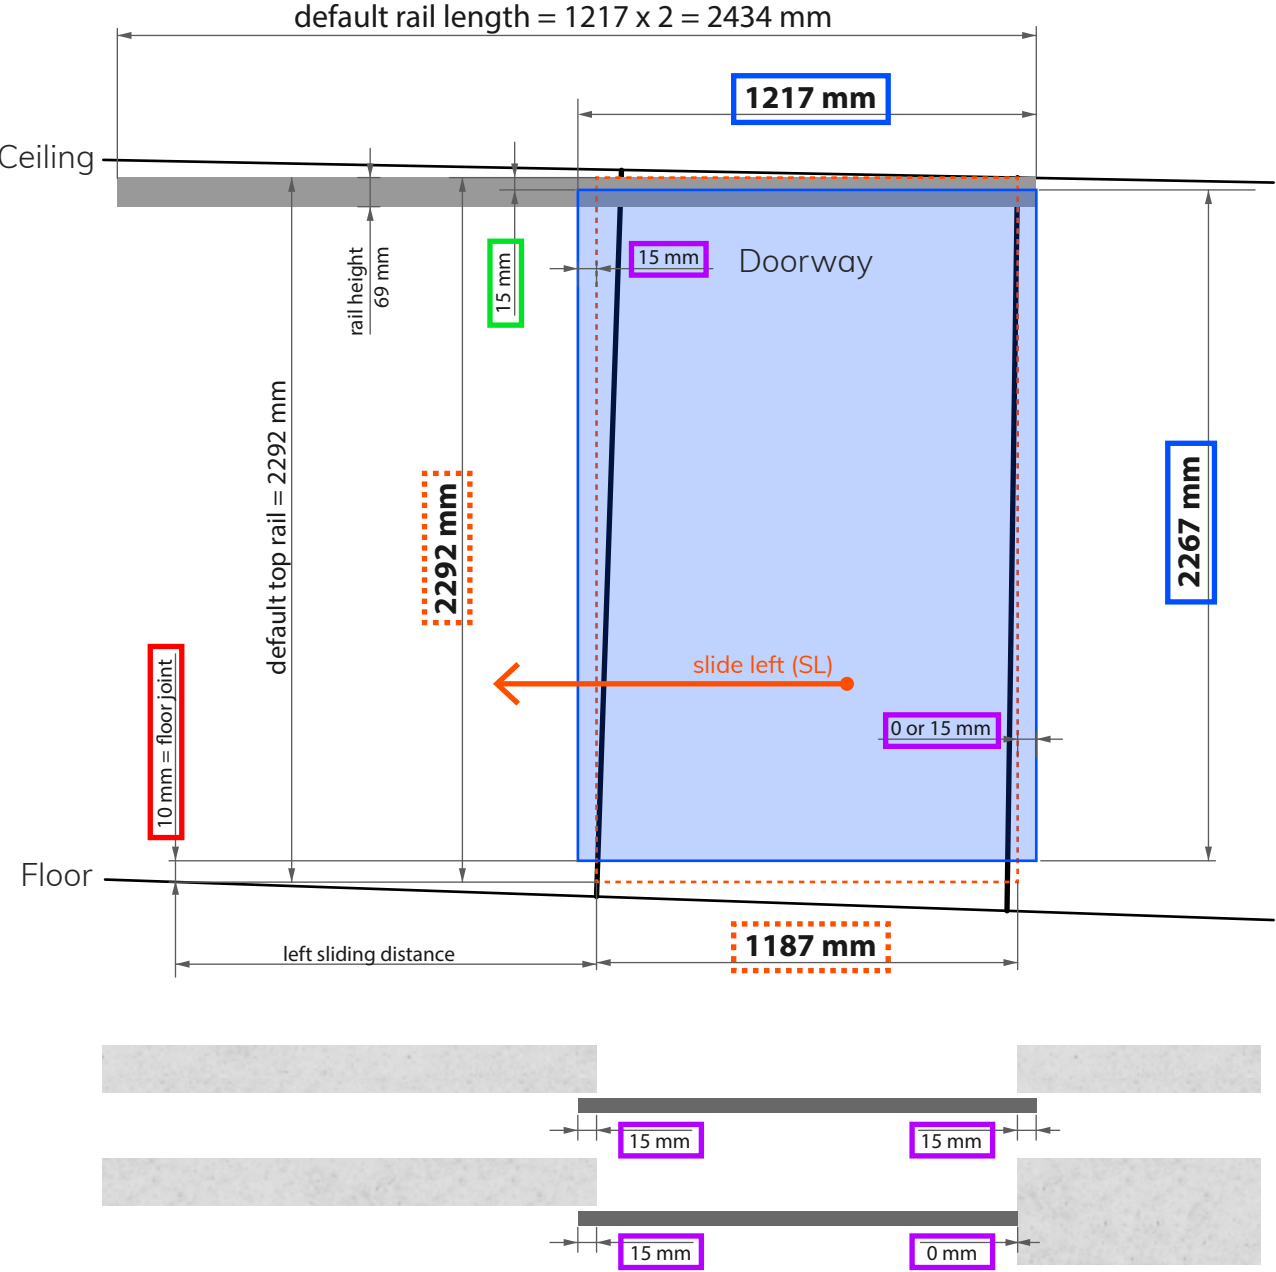 default rail length = 1217 x 2 = 2434 mm
1217 mm
Ceiling
15 mm
Doorway
rail height
69 mm
15 mm
default top rail = 2292 mm
2292 mm
2267 mm
slide left (SL)
10 mm = floor joint
0 or 15 mm
Floor
left sliding distance
1187 mm
15 mm
15 mm
15 mm
0 mm